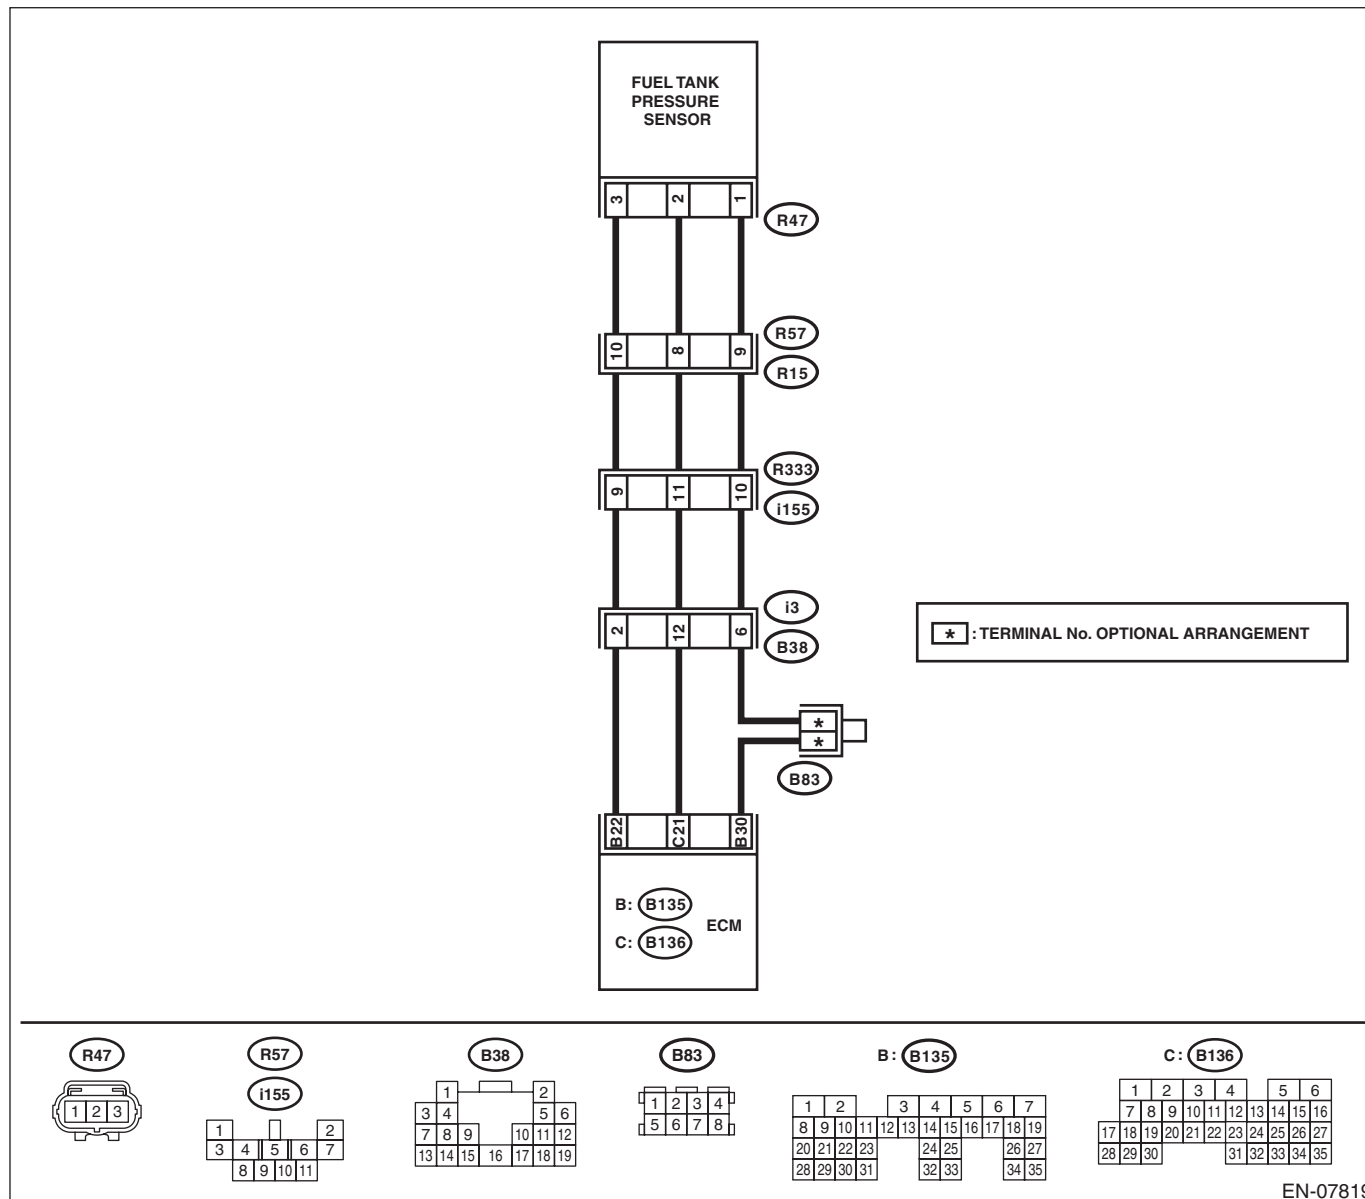 FUEL TANK
PRESSURE
SENSOR
3 2 1
R47
R57
10 8 9
R15
R333
9 11 10
i155
i3
2 12 6
B38
* : TERMINAL No. OPTIONAL ARRANGEMENT
*
*
B83
B22 C21 B30
B: B135
ECM
C: B136
R47
1 2 3
R57
i155
1 2
3 4 5 6 7
8 9 10 11
B38
1 2
3 4 5 6
7 8 9 10 11 12
13 14 15 16 17 18 19
B83
1 2 3 4
5 6 7 8
B: B135
1 2 3 4 5 6 7
8 9 10 11 12 13 14 15 16 17 18 19
20 21 22 23 24 25 26 27
28 29 30 31 32 33 34 35
C: B136
1 2 3 4 5 6
7 8 9 10 11 12 13 14 15 16
17 18 19 20 21 22 23 24 25 26 27
28 29 30 31 32 33 34 35
EN-07819